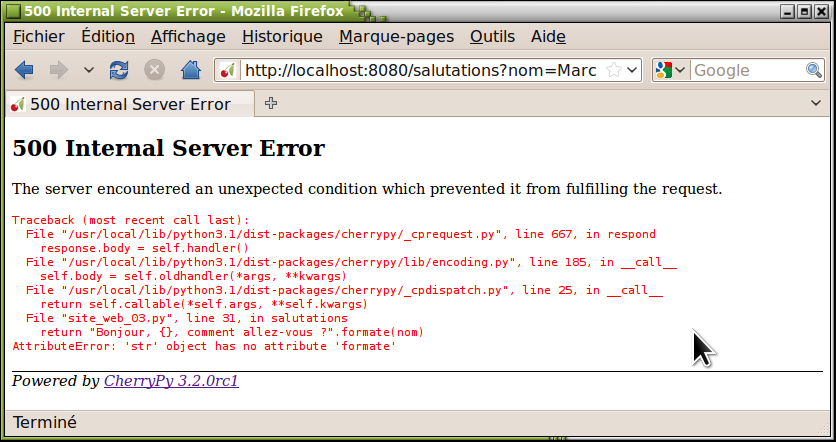 500 Internal Server Error - Mozilla Firefox
Fichier Édition Affichage Historique Marque-pages Outils Aide
http://localhost:8080/salutations?nom=Marc Google
500 Internal Server Error
500 Internal Server Error
The server encountered an unexpected condition which prevented it from fulfilling the request.
Traceback (most recent call last):
  File "/usr/local/lib/python3.1/dist-packages/cherrypy/_cprequest.py", line 667, in respond
    response.body = self.handler()
  File "/usr/local/lib/python3.1/dist-packages/cherrypy/lib/encoding.py", line 185, in __call__
    self.body = self.oldhandler(*args, **kwargs)
  File "/usr/local/lib/python3.1/dist-packages/cherrypy/_cpdispatch.py", line 25, in __call__
    return self.callable(*self.args, **self.kwargs)
  File "site_web_03.py", line 31, in salutations
    return "Bonjour, {}, comment allez-vous ?".formate(nom)
AttributeError: 'str' object has no attribute 'formate'
Powered by CherryPy 3.2.0rc1
Terminé